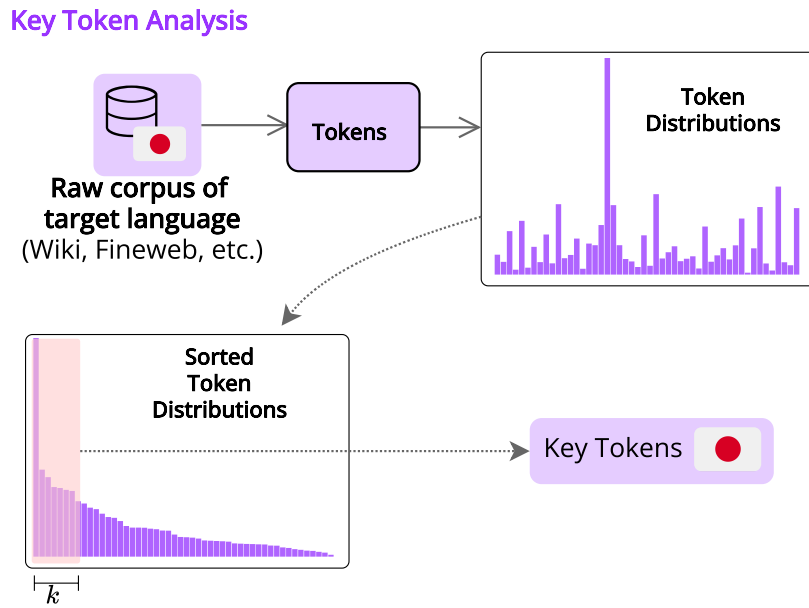 Key Token Analysis
Tokens
Token
Distributions
Raw corpus of
target language
(Wiki, Fineweb, etc.)
Sorted
Token
Distributions
Key Tokens
k